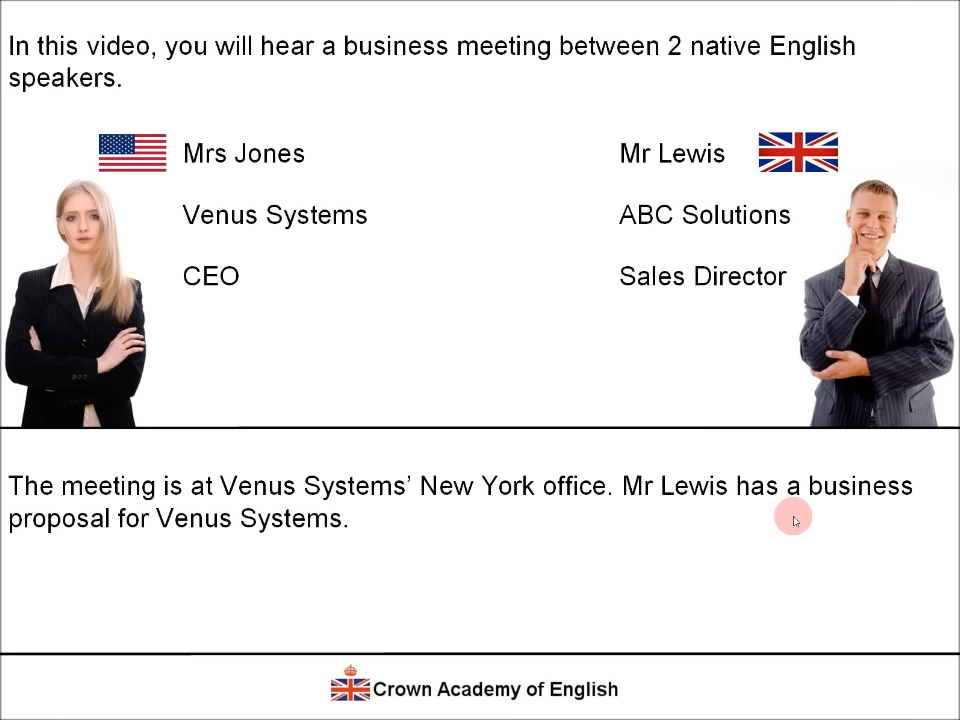 In this video, you will hear a business meeting between 2 native English
speakers.
Mrs Jones
Venus Systems
CEO
Mr Lewis
ABC Solutions
Sales Director
The meeting is at Venus Systems’ New York office. Mr Lewis has a business
proposal for Venus Systems.
Crown Academy of English